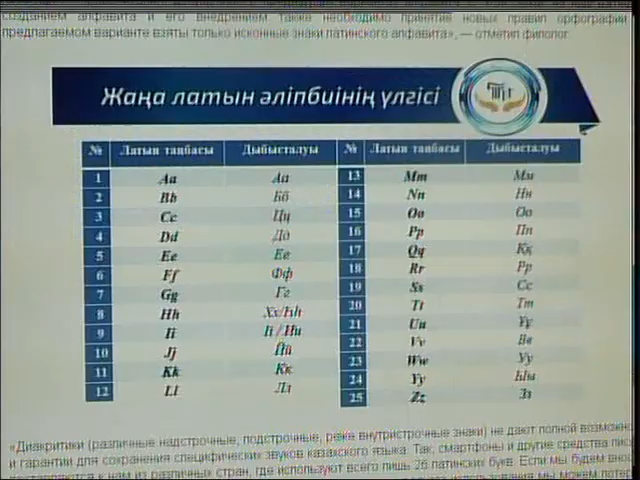 созданием алфавита и его внедрением также необходимо принятие новых правил орфографии
предлагаемом варианте взяты только исконные знаки латинского алфавита», — отметил филолог.
Жаңа латын әліпбиінің үлгісі
№ Латын таңбасы Дыбысталуы № Латын таңбасы Дыбысталуы
1 Aa Аа 13 Mm Мм
2 Bb Бб 14 Nn Нн
3 Cc Цц 15 Oo Оо
4 Dd Дд 16 Pp Пп
5 Ee Ее 17 Qq Ққ
6 Ff Фф 18 Rr Рр
7 Gg Гг 19 Ss Сс
8 Hh Хх/Һһ 20 Tt Тт
9 Ii Іі / Ии 21 Uu Ұұ
10 Jj Йй 22 Vv Вв
11 Kk Кк 23 Ww Уу
12 Ll Лл 24 Yy Ыы
25 Zz Зз
«Диакритики (различные надстрочные, подстрочные, реже внутристрочные знаки) не дают полной
и гарантии для сохранения специфических звуков казахского языка. Так, смартфоны и другие средства
к нам из различных стран, где используют всего лишь 26 латинских букв. Если мы будем